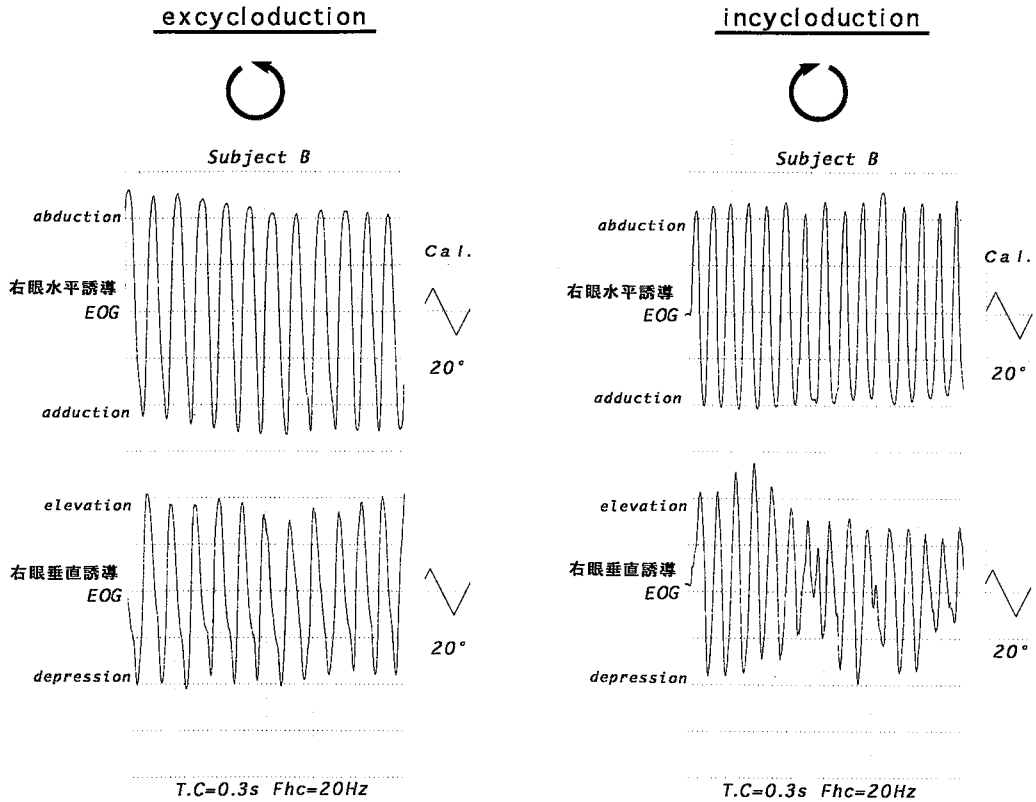 excycloduction
Subject B
abduction
Cal.
右眼水平誘導
EOG
20°
adduction
elevation
右眼垂直誘導
EOG
20°
depression
T.C=0.3s Fhc=20Hz
incycloduction
Subject B
abduction
Cal.
右眼水平誘導
EOG
20°
adduction
elevation
右眼垂直誘導
EOG
20°
depression
T.C=0.3s Fhc=20Hz